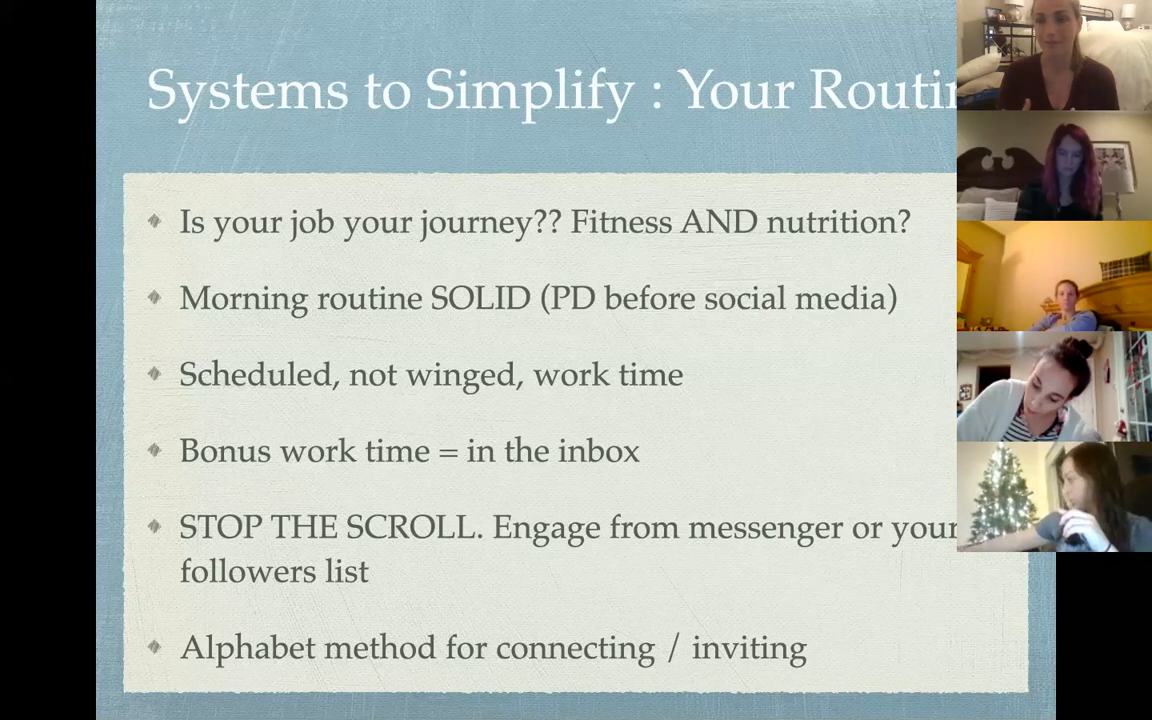 Systems to Simplify : Your
Is your job your journey?? Fitness AND nutrition?
Morning routine SOLID (PD before social media)
Scheduled, not winged, work time
Bonus work time = in the inbox
STOP THE SCROLL. Engage from messenger or your
followers list
Alphabet method for connecting / inviting